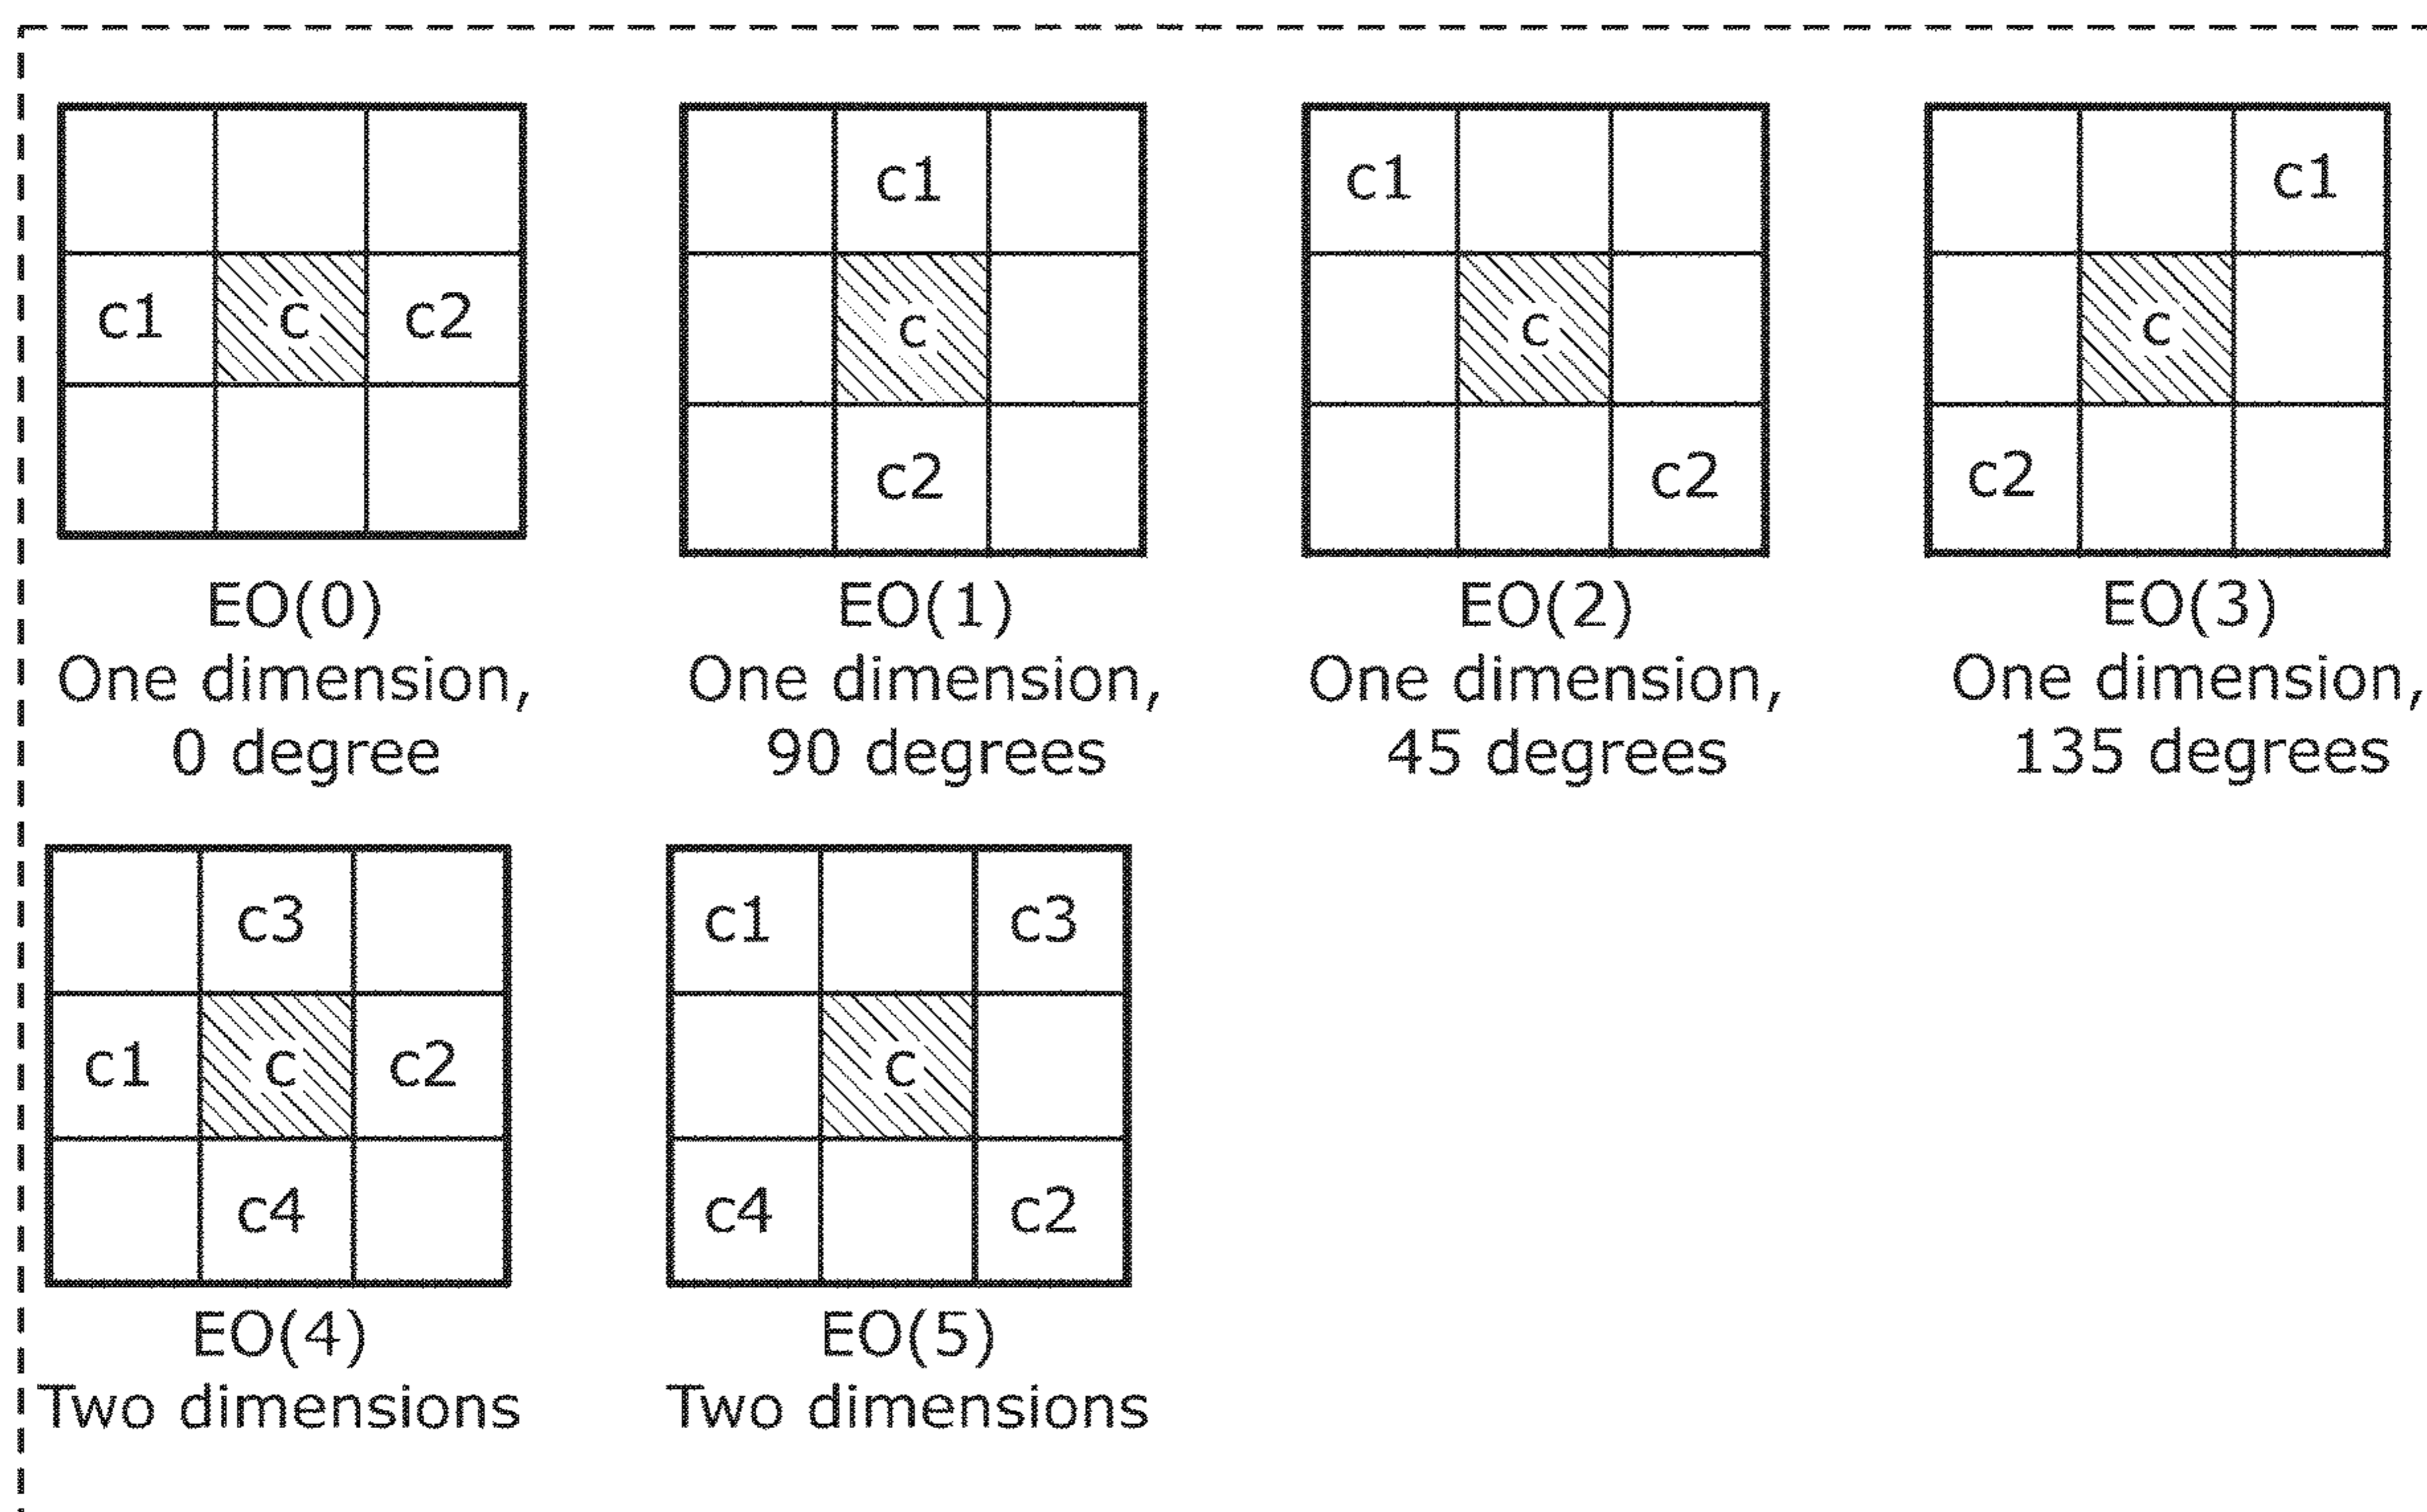 c1 c c2
EO(0)
One dimension,
0 degree
c1
c
c2
EO(1)
One dimension,
90 degrees
c1
c
c2
EO(2)
One dimension,
45 degrees
c1
c
c2
EO(3)
One dimension,
135 degrees
c3
c1 c c2
c4
EO(4)
Two dimensions
c1 c3
c
c4 c2
EO(5)
Two dimensions